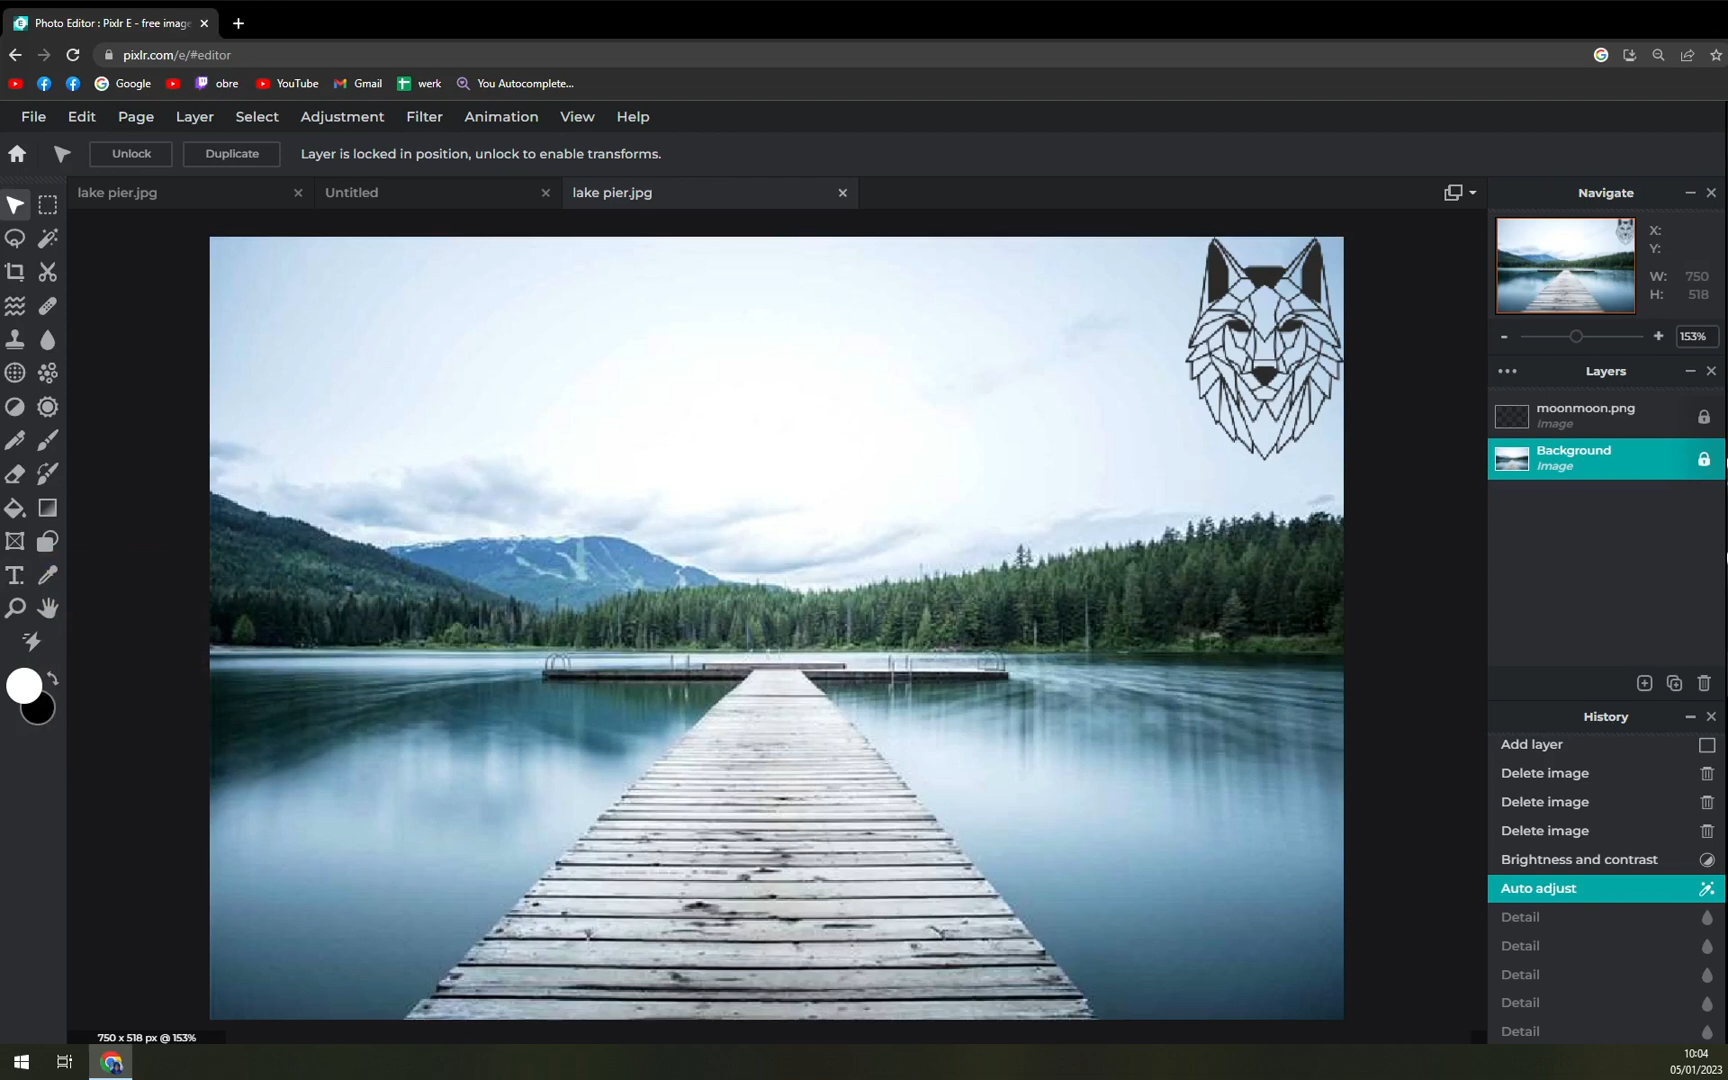 Photo Editor : Pixlr E - free imag
pixlr.com/e/#editor
Google
obre
YouTube
Gmail
werk
You Autocomplete...
File Edit Page Layer Select Adjustment Filter Animation View Help
Unlock
Duplicate
Layer is locked in position, unlock to enable transforms.
lake pier.jpg
Untitled
lake pier.jpg
Navigate
X:
Y:
W: 750
H: 518
153%
Layers
moonmoon.png
Image
Background
Image
History
Add layer
Delete image
Delete image
Delete image
Brightness and contrast
Auto adjust
Detail
Detail
Detail
Detail
Detail
750 x 518 px @ 153%
10:04
05/01/2023